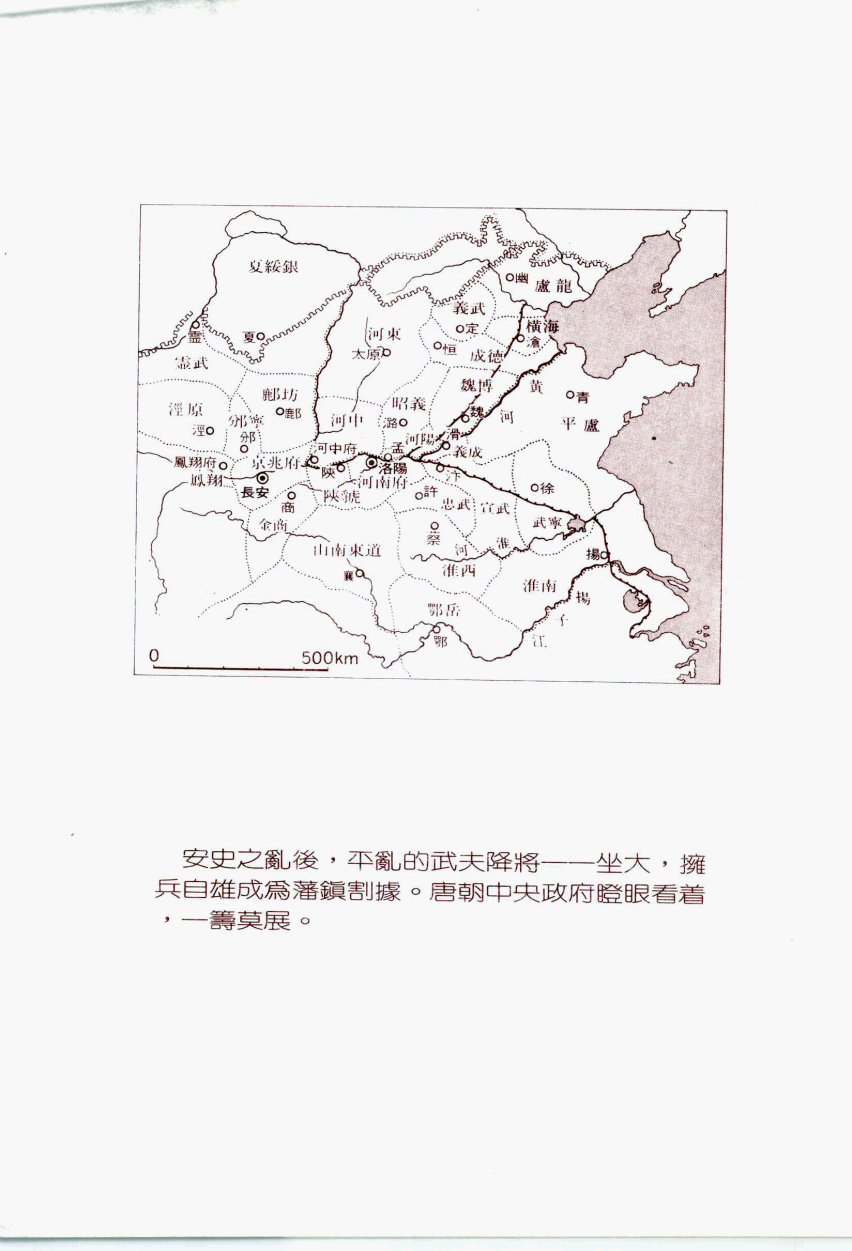 夏綏銀
幽
盧龍
義武
定
橫海
滄
霊
夏
霊武
河東
太原
恒
成德
魏博
黃
青
涇原
涇
鄜坊
鄜
邠寧
邠
河中
昭義
潞
魏
河
平盧
河陽
滑
義成
鳳翔府
鳳翔
京兆府
河中府
孟
洛陽
汴
長安
陝
河南府
陝虢
商
許
忠武
宣武
徐
武寧
金商
山南東道
蔡
河
淮
揚
襄
淮西
淮南
揚
子
江
鄂岳
鄂
0 500km
安史之亂後，平亂的武夫降將一一坐大，擁
兵自雄成爲藩鎭割據。唐朝中央政府瞪眼看着
，一籌莫展。